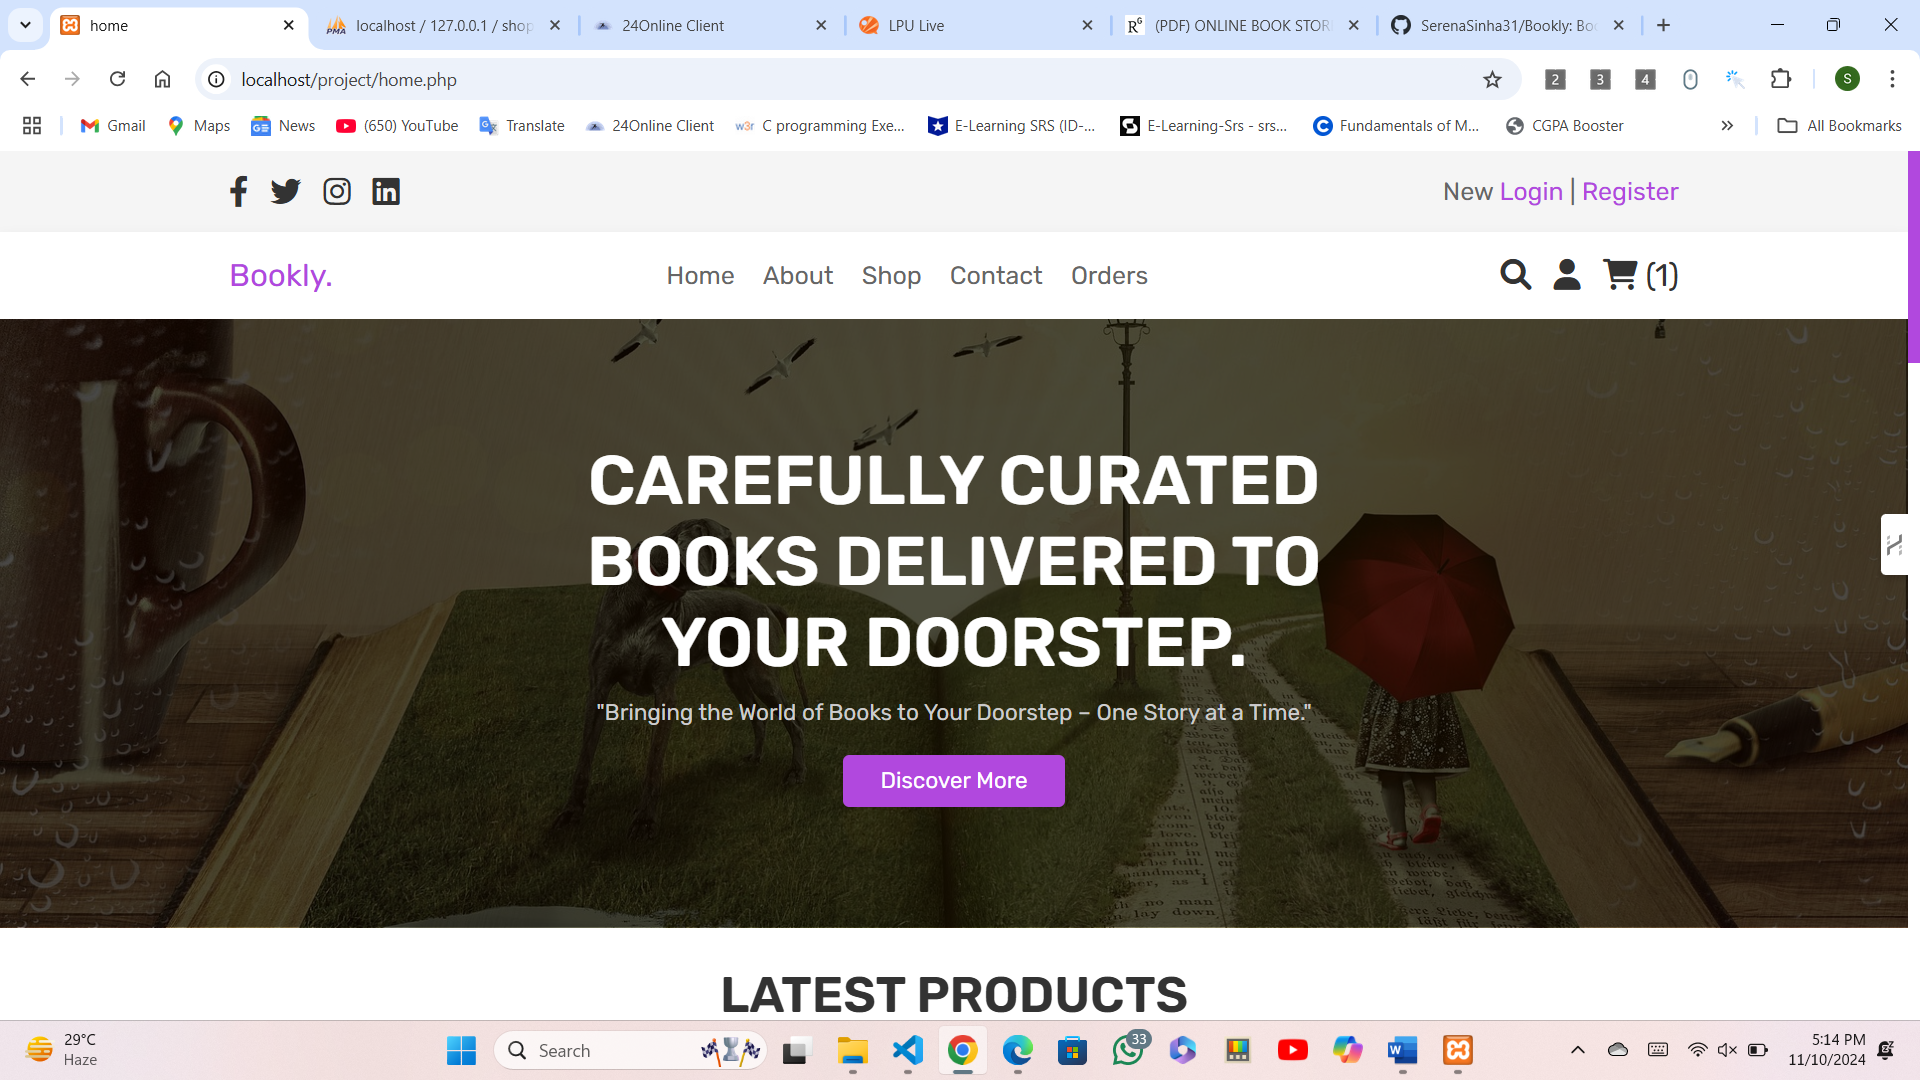 home
localhost / 127.0.0.1 / shop
24Online Client
LPU Live
(PDF) ONLINE BOOK STOR
SerenaSinha31/Bookly: Bo
localhost/project/home.php
2
3
4
S
Gmail
Maps
News
(650) YouTube
Translate
24Online Client
C programming Exe...
E-Learning SRS (ID-...
E-Learning-Srs - srs...
Fundamentals of M...
CGPA Booster
All Bookmarks
New Login | Register
Bookly.
Home About Shop Contact Orders
(1)
CAREFULLY CURATED
BOOKS DELIVERED TO
YOUR DOORSTEP.
"Bringing the World of Books to Your Doorstep – One Story at a Time."
Discover More
LATEST PRODUCTS
29°C
Haze
Search
33
5:14 PM
11/10/2024